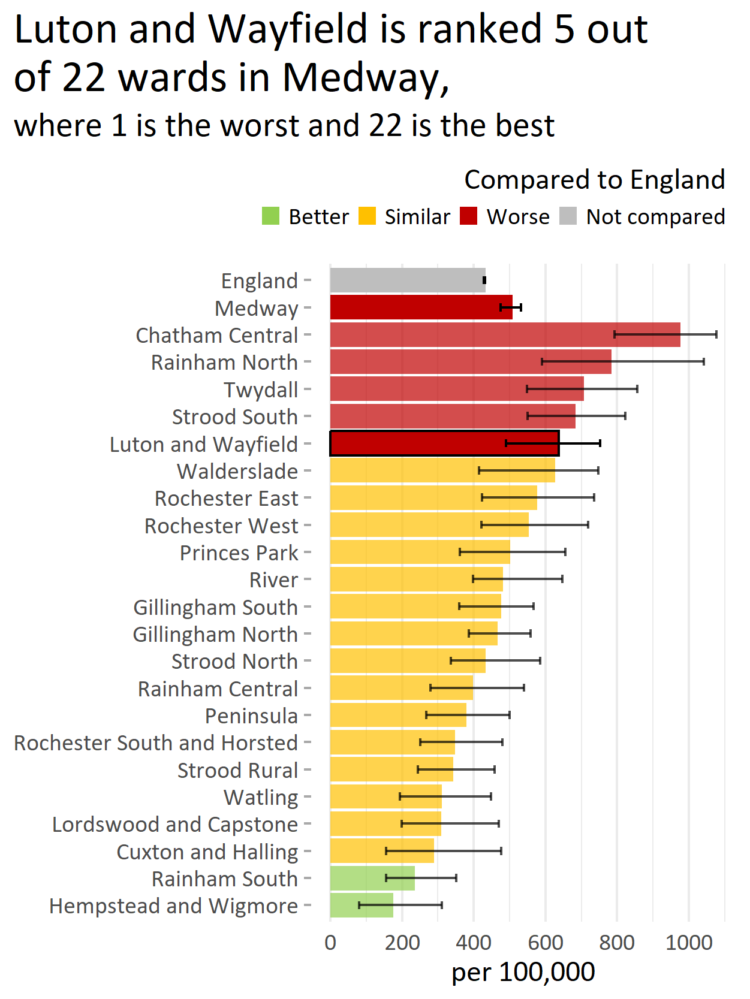 Luton and Wayfield is ranked 5 out
of 22 wards in Medway,
where 1 is the worst and 22 is the best
Compared to England
Better Similar Worse Not compared
England
Medway
Chatham Central
Rainham North
Twydall
Strood South
Luton and Wayfield
Walderslade
Rochester East
Rochester West
Princes Park
River
Gillingham South
Gillingham North
Strood North
Rainham Central
Peninsula
Rochester South and Horsted
Strood Rural
Watling
Lordswood and Capstone
Cuxton and Halling
Rainham South
Hempstead and Wigmore
0 200 400 600 800 1000
per 100,000